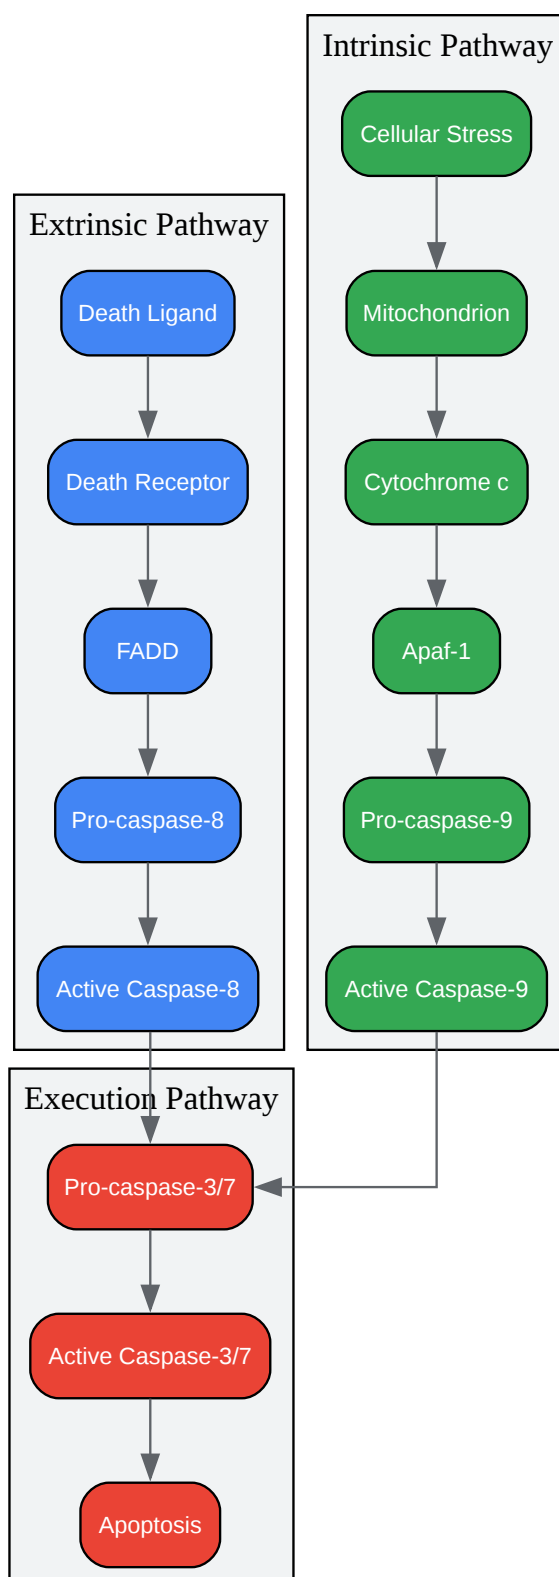 Intrinsic Pathway
Cellular Stress
Mitochondrion
Cytochrome c
Apaf-1
Pro-caspase-9
Active Caspase-9
Extrinsic Pathway
Death Ligand
Death Receptor
FADD
Pro-caspase-8
Active Caspase-8
Execution Pathway
Pro-caspase-3/7
Active Caspase-3/7
Apoptosis